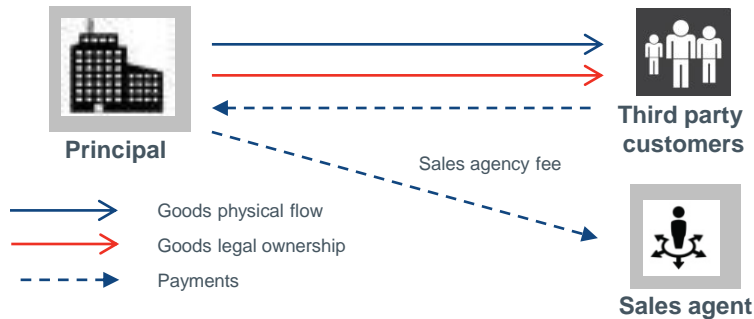 Principal
Third party
customers
Sales agency fee
Goods physical flow
Goods legal ownership
Payments
Sales agent